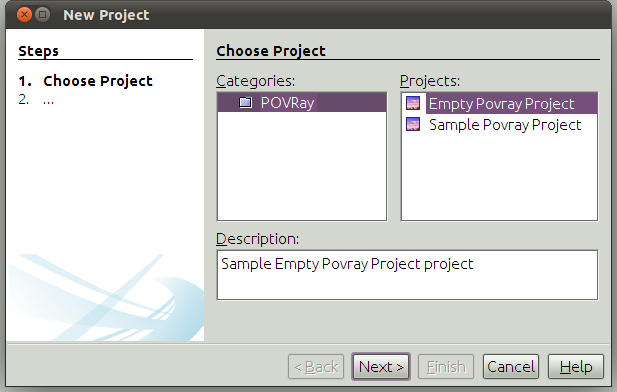 New Project
Steps
1. Choose Project
2. ...
Choose Project
Categories:
POVRay
Projects:
Empty Povray Project
Sample Povray Project
Description:
Sample Empty Povray Project project
< Back
Next >
Finish
Cancel
Help